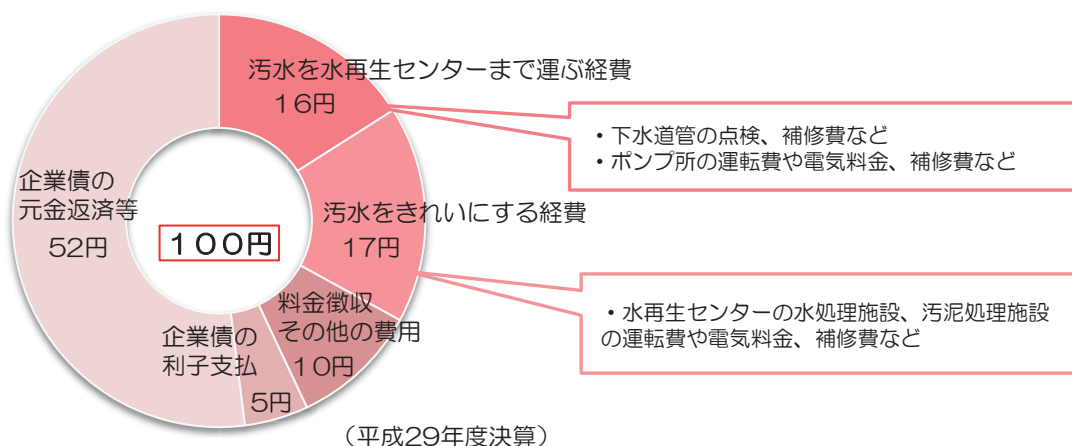 汚水を水再生センターまで運ぶ経費
16円
・下水道管の点検、補修費など
・ポンプ所の運転費や電気料金、補修費など
汚水をきれいにする経費
17円
・水再生センターの水処理施設、汚泥処理施設
の運転費や電気料金、補修費など
料金徴収
その他の費用
10円
企業債の
利子支払
5円
企業債の
元金返済等
52円
100円
(平成29年度決算)